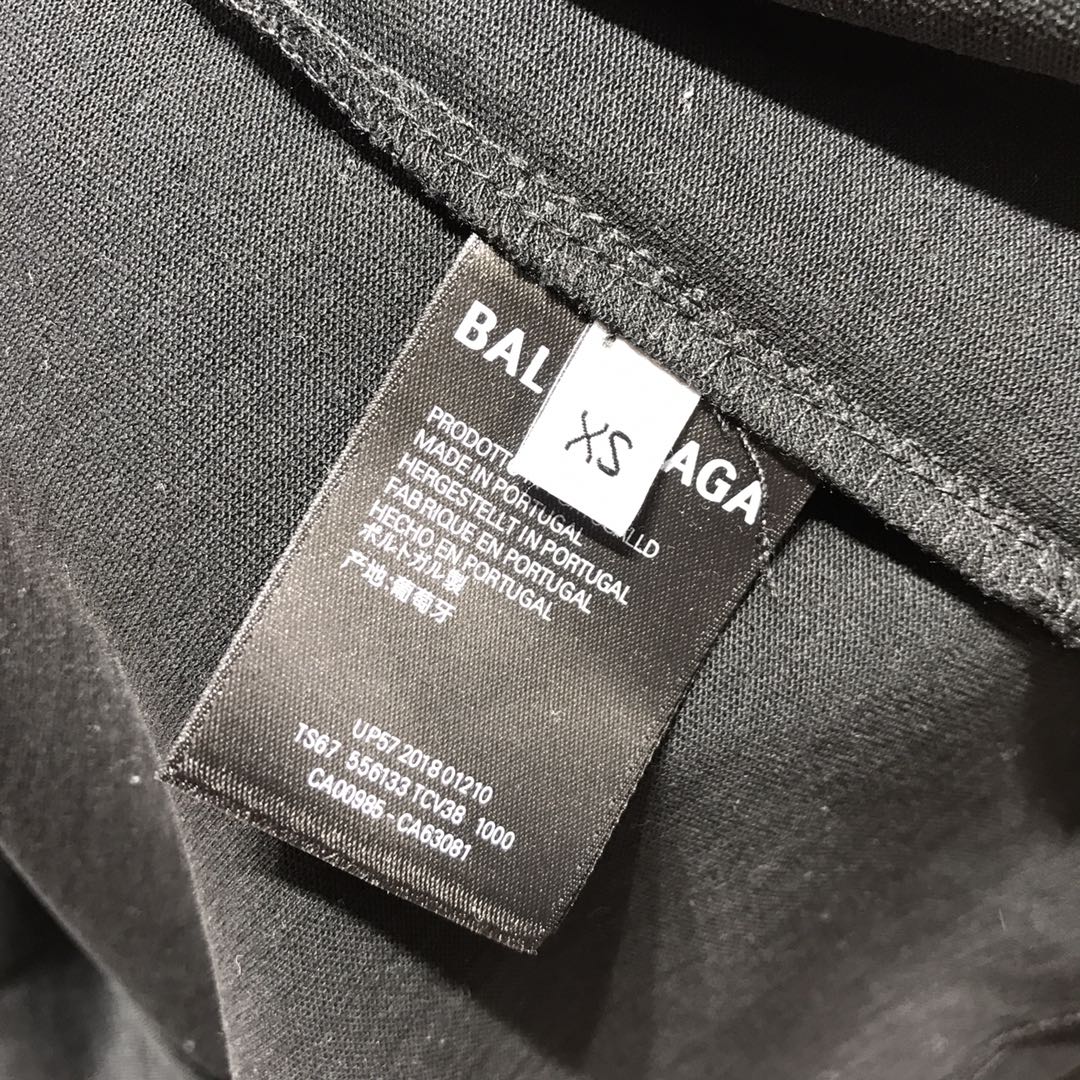 BAL AGA
XS
PRODOTT
MADE IN PORTUGAL
HERGESTELLT IN PORTUGAL
FABRIQUE EN PORTUGAL
HECHO EN PORTUGAL
ポルトガル製
产地:葡萄牙
UP57 2018 01210
TS67 556133 TCV38 1000
CA00985 - CA63081